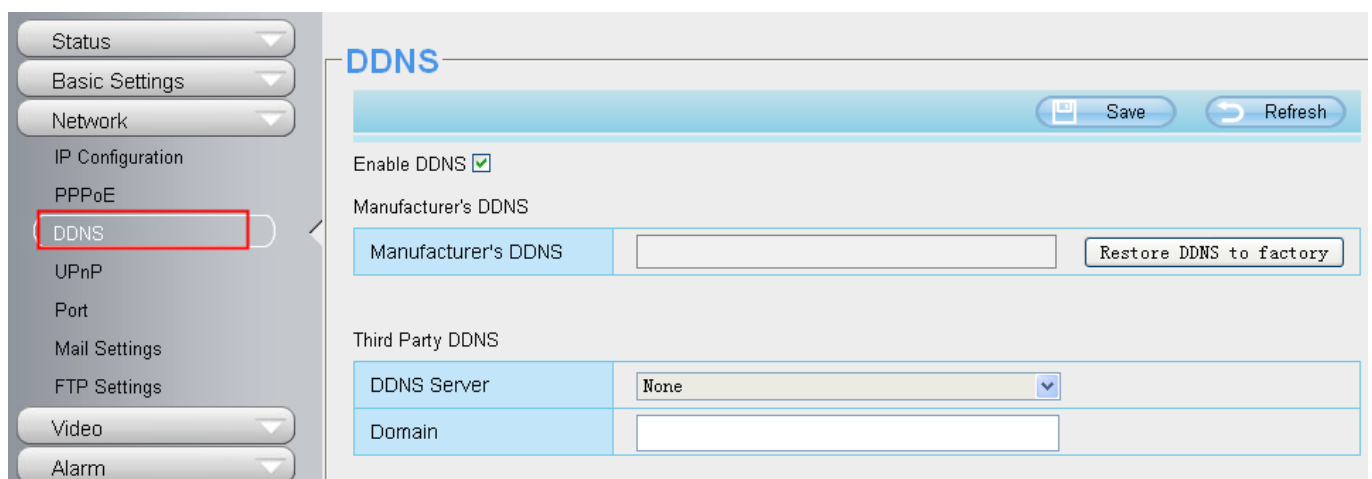 Status
Basic Settings
Network
IP Configuration
PPPoE
DDNS
UPnP
Port
Mail Settings
FTP Settings
Video
Alarm
DDNS
Save Refresh
Enable DDNS
Manufacturer's DDNS
Manufacturer's DDNS Restore DDNS to factory
Third Party DDNS
DDNS Server None
Domain